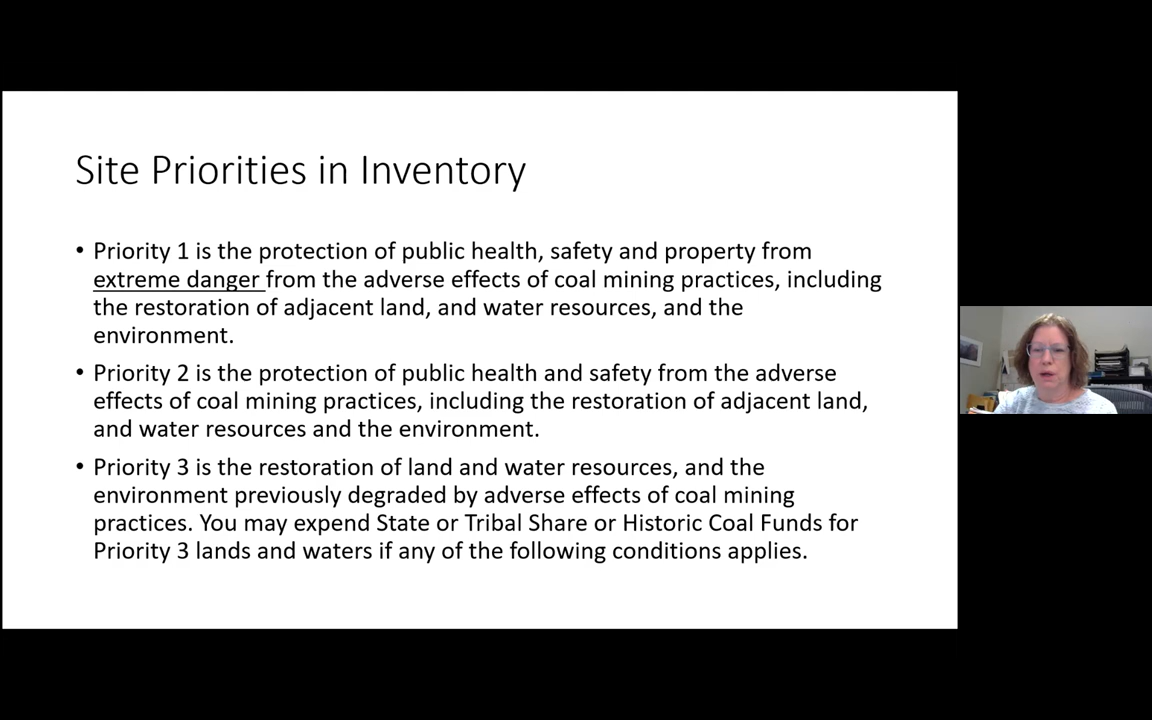 Site Priorities in Inventory
• Priority 1 is the protection of public health, safety and property from
extreme danger from the adverse effects of coal mining practices, including
the restoration of adjacent land, and water resources, and the
environment.
• Priority 2 is the protection of public health and safety from the adverse
effects of coal mining practices, including the restoration of adjacent land,
and water resources and the environment.
• Priority 3 is the restoration of land and water resources, and the
environment previously degraded by adverse effects of coal mining
practices. You may expend State or Tribal Share or Historic Coal Funds for
Priority 3 lands and waters if any of the following conditions applies.